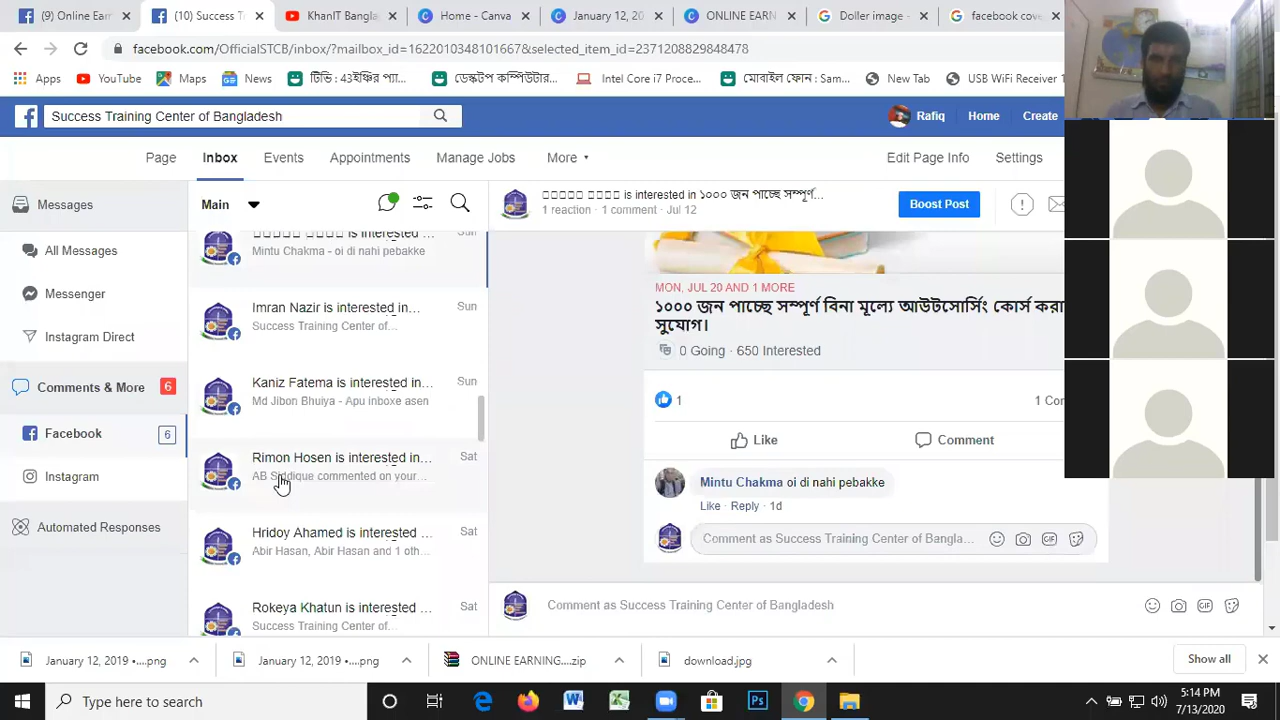 (9) Online Earn
(10) Success T
KhanIT Bangla
Home - Canva
January 12, 20
ONLINE EARN
Doller image -
facebook cove
facebook.com/OfficialSTCB/inbox/?mailbox_id=1622010348101667&selected_item_id=2371208829848478
Apps YouTube Maps News টিভি : 43ইঞ্চির প্যা... ডেস্কটপ কম্পিউটার... Intel Core i7 Proce... মোবাইল ফোন : Sam... New Tab USB WiFi Receiver 1
Success Training Center of Bangladesh
Rafiq Home Create
Page Inbox Events Appointments Manage Jobs More Edit Page Info Settings
Messages
All Messages
Messenger
Instagram Direct
Comments & More 6
Facebook 6
Instagram
Automated Responses
Main
Sun
Mintu Chakma - oi di nahi pebakke
Imran Nazir is interested in... Sun
Success Training Center of...
Kaniz Fatema is interested in... Sun
Md Jibon Bhuiya - Apu inboxe asen
Rimon Hosen is interested in... Sat
AB Siddique commented on your...
Hridoy Ahamed is interested ... Sat
Abir Hasan, Abir Hasan and 1 oth...
Rokeya Khatun is interested ... Sat
Success Training Center of...
is interested in ১০০০ জন পাচ্ছে সম্পূর্ণ...
1 reaction · 1 comment · Jul 12
Boost Post
MON, JUL 20 AND 1 MORE
১০০০ জন পাচ্ছে সম্পূর্ণ বিনা মূল্যে আউটসোর্সিং কোর্স করা
সুযোগ।
0 Going · 650 Interested
1 1 Co
Like Comment
Mintu Chakma oi di nahi pebakke
Like · Reply · 1d
Comment as Success Training Center of Bangla...
Comment as Success Training Center of Bangladesh
January 12, 2019 •....png
January 12, 2019 •....png
ONLINE EARNING....zip
download.jpg
Show all
Type here to search
5:14 PM
7/13/2020